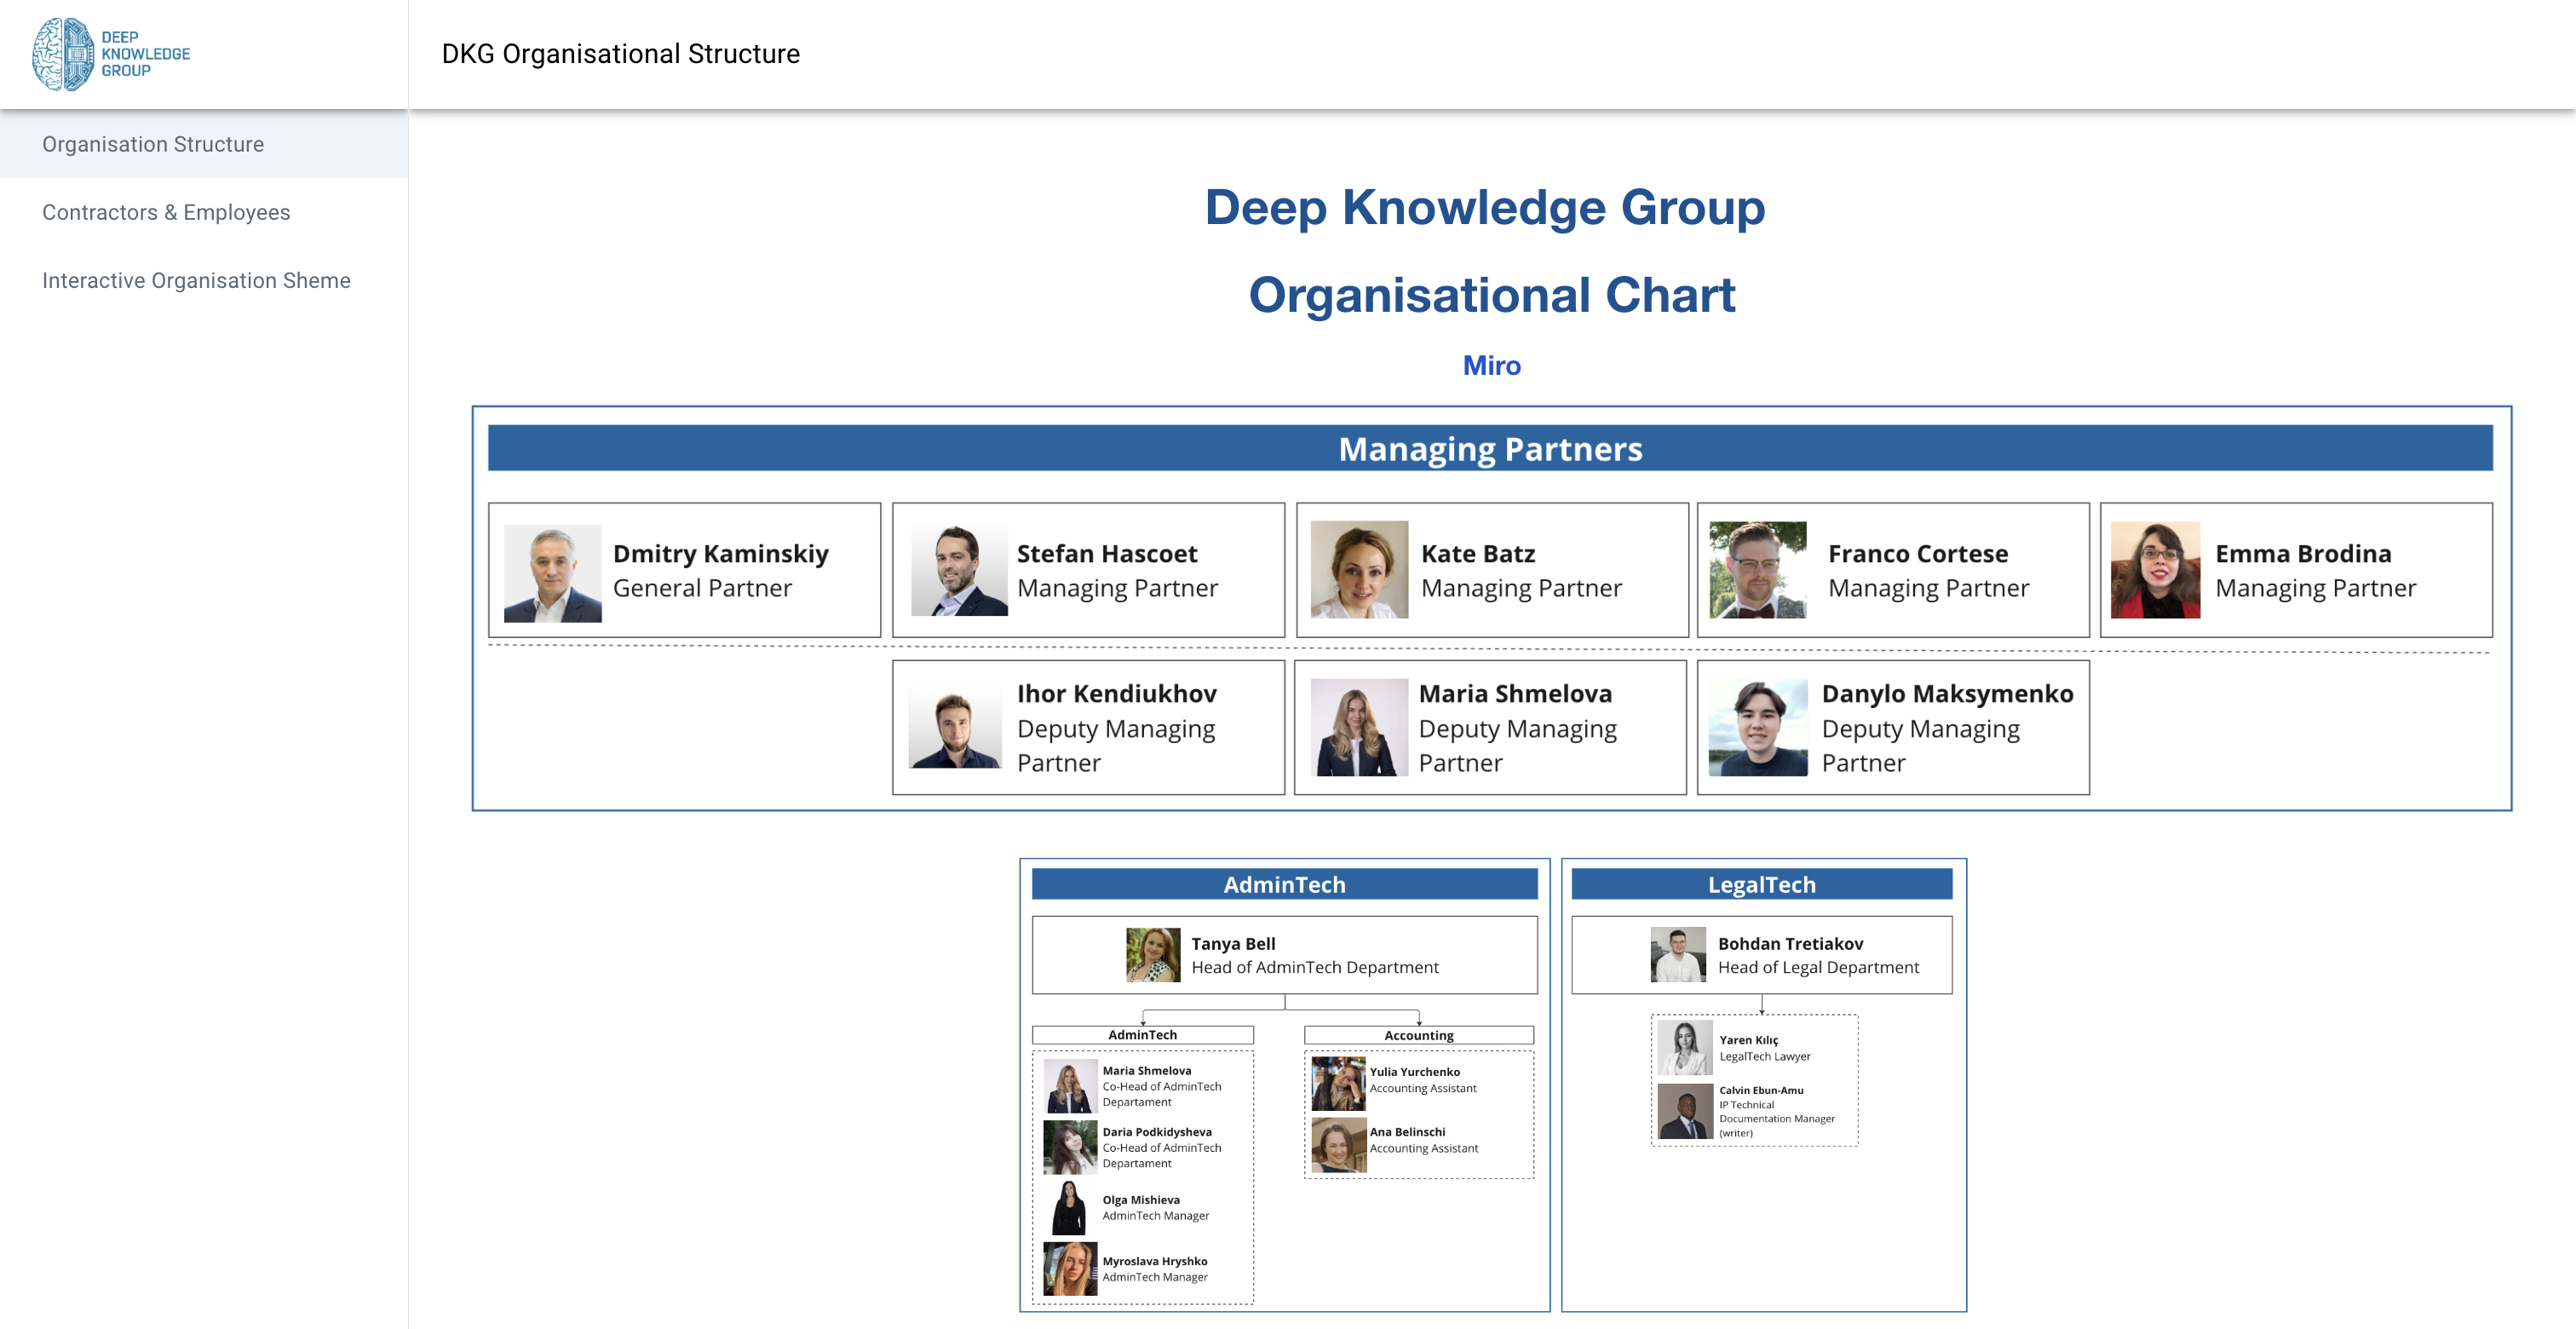 DEEP
KNOWLEDGE
GROUP
DKG Organisational Structure
Organisation Structure
Contractors & Employees
Interactive Organisation Sheme
Deep Knowledge Group
Organisational Chart
Miro
Managing Partners
Dmitry Kaminskiy
General Partner
Stefan Hascoet
Managing Partner
Kate Batz
Managing Partner
Franco Cortese
Managing Partner
Emma Brodina
Managing Partner
Ihor Kendiukhov
Deputy Managing
Partner
Maria Shmelova
Deputy Managing
Partner
Danylo Maksymenko
Deputy Managing
Partner
AdminTech
Tanya Bell
Head of AdminTech Department
AdminTech
Maria Shmelova
Co-Head of AdminTech
Departament
Daria Podkidysheva
Co-Head of AdminTech
Departament
Olga Mishieva
AdminTech Manager
Myroslava Hryshko
AdminTech Manager
Accounting
Yulia Yurchenko
Accounting Assistant
Ana Belinschi
Accounting Assistant
LegalTech
Bohdan Tretiakov
Head of Legal Department
Yaren Kılıç
LegalTech Lawyer
Calvin Ebun-Amu
IP Technical
Documentation Manager
(writer)